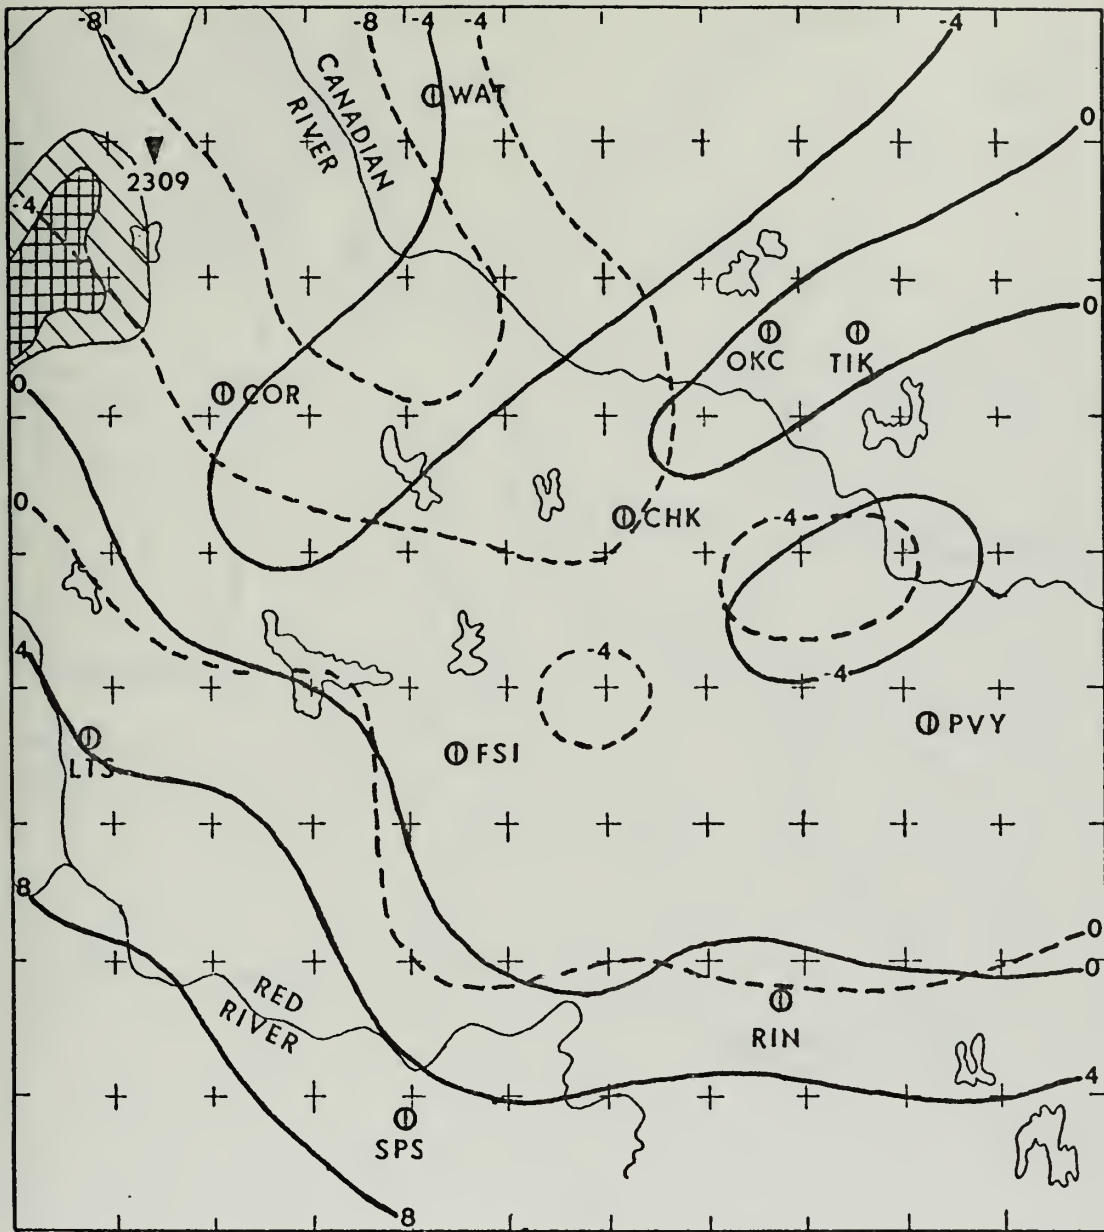 -8
-8
-4
-4
-4
WAT
CANADIAN
RIVER
0
2309
-4
0
OKC
TIK
0
COR
0
CHK
-4
-4
-4
4
PVY
FSI
LTS
8
0
0
RED
RIVER
RIN
4
SPS
8